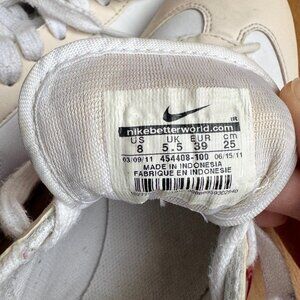 nikebetterworld.com
US UK EUR cm
8 5.5 39 25
03/09/11 454408-100 06/15/11
MADE IN INDONESIA
FABRIQUE EN INDONESIE